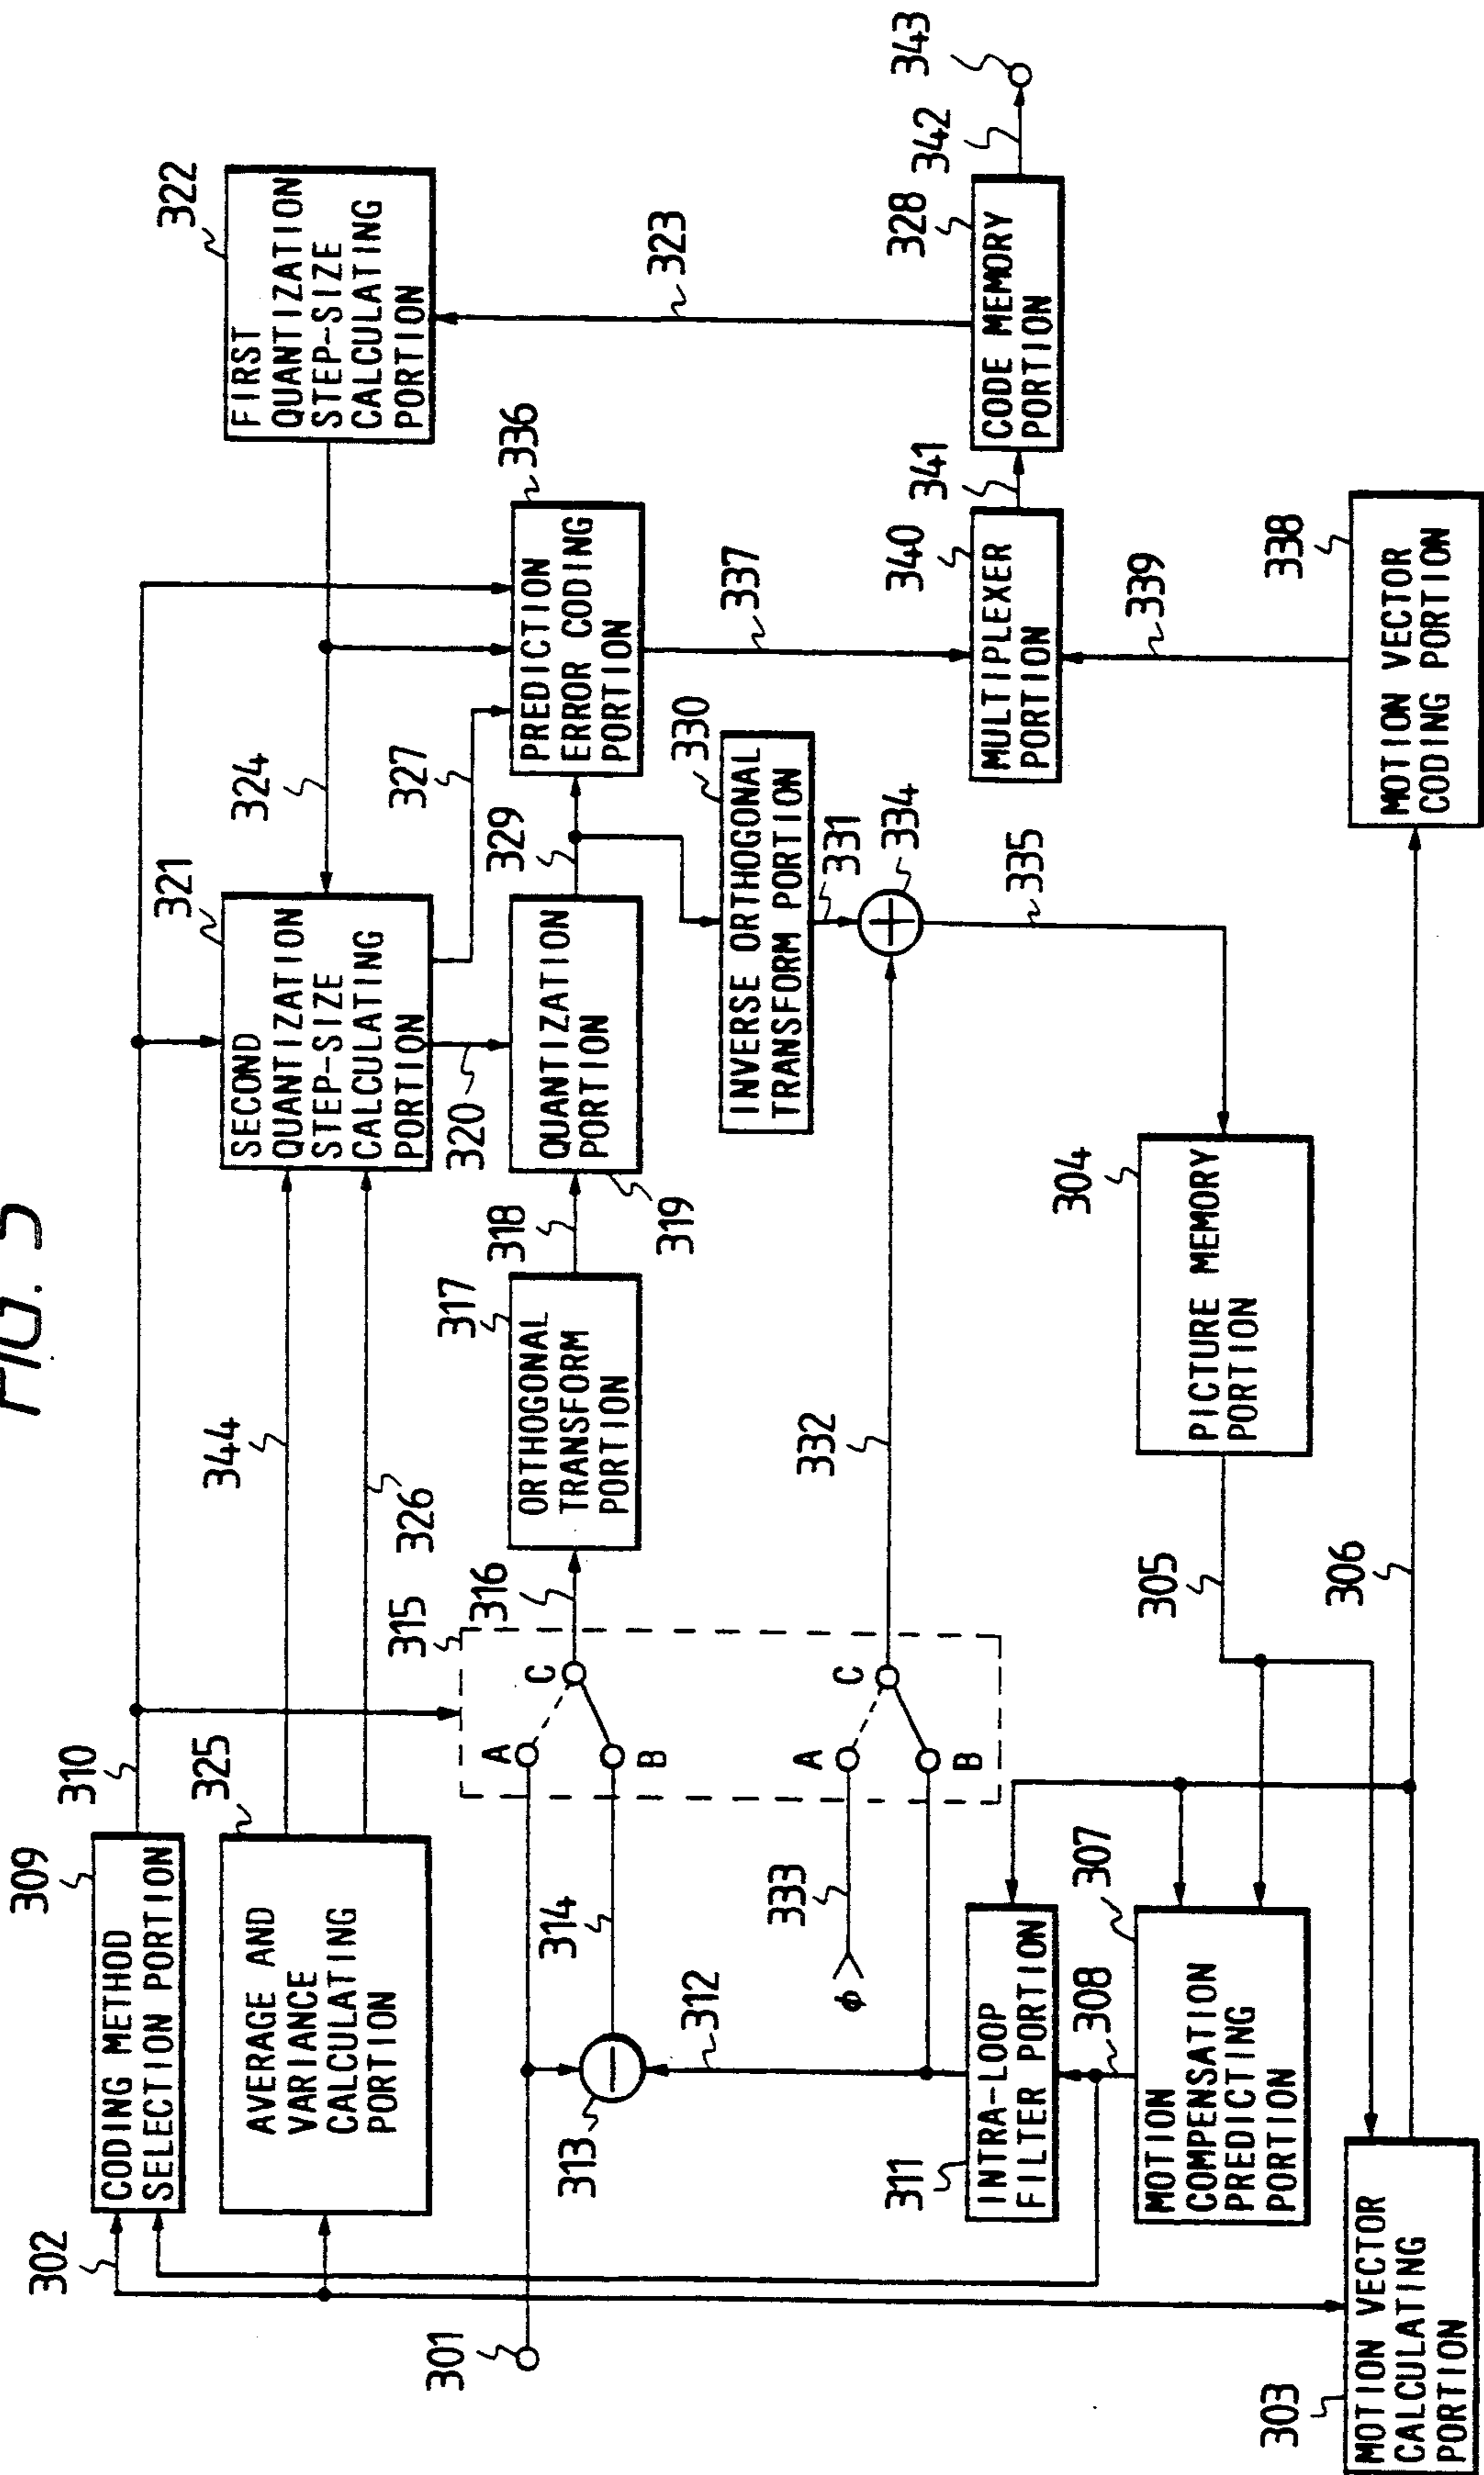 FIG. 3
309
CODING METHOD
SELECTION PORTION
310
302
325
AVERAGE AND
VARIANCE
CALCULATING
PORTION
344
326
321
SECOND
QUANTIZATION
STEP-SIZE
CALCULATING
PORTION
324
322
FIRST
QUANTIZATION
STEP-SIZE
CALCULATING
PORTION
320
327
323
301
313
314
312
315
A
B
C
316
317
ORTHOGONAL
TRANSFORM
PORTION
318
319
QUANTIZATION
PORTION
329
336
PREDICTION
ERROR CODING
PORTION
337
330
INVERSE ORTHOGONAL
TRANSFORM PORTION
331
334
335
φ
333
A
B
C
332
311
INTRA-LOOP
FILTER PORTION
308
307
MOTION
COMPENSATION
PREDICTING
PORTION
305
304
PICTURE MEMORY
PORTION
340
MULTIPLEXER
PORTION
341
328
CODE MEMORY
PORTION
342
343
339
303
MOTION VECTOR
CALCULATING
PORTION
306
338
MOTION VECTOR
CODING PORTION